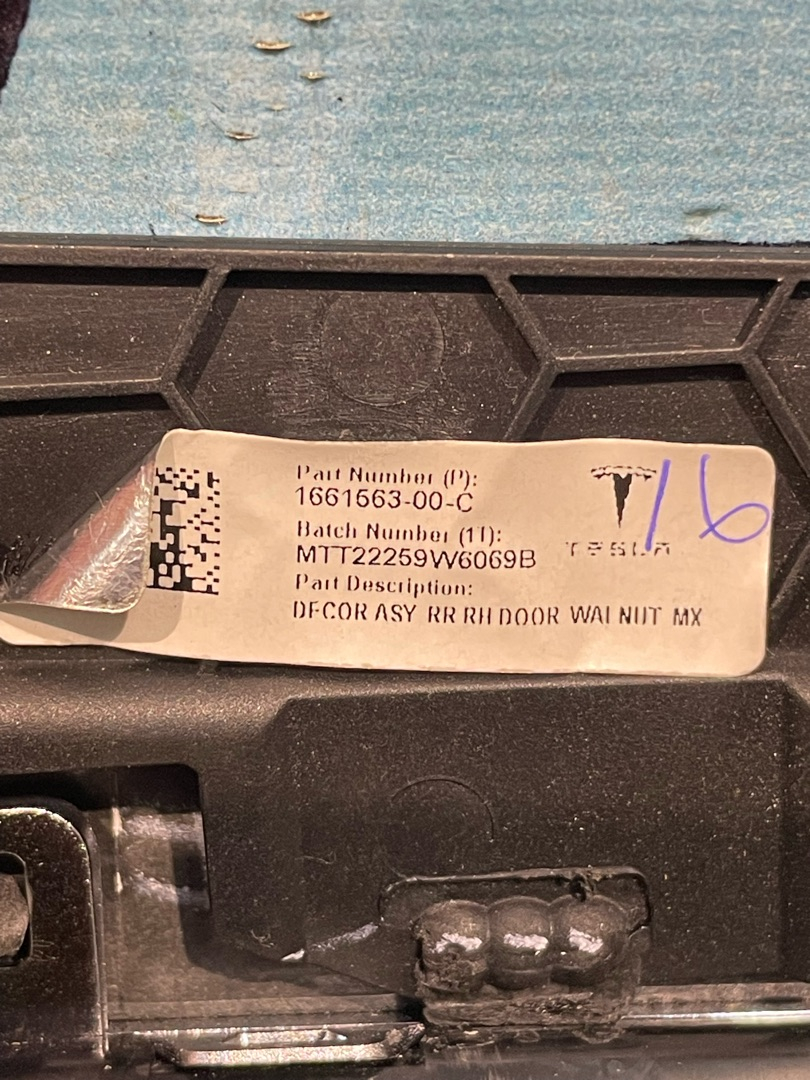 Part Number (P):
1661563-00-C
Batch Number (1T):
MTT22259W6069B
Part Description:
DECOR ASY RR RH DOOR WALNUT MX
TESLA
16